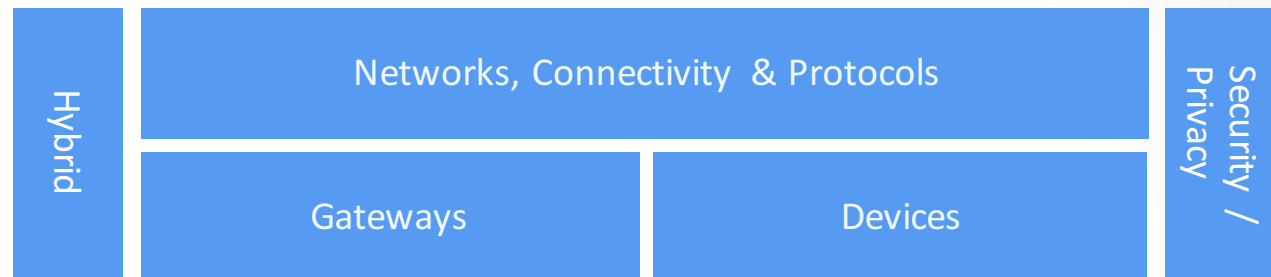 Hybrid
Networks, Connectivity & Protocols
Gateways
Devices
Security /
Privacy